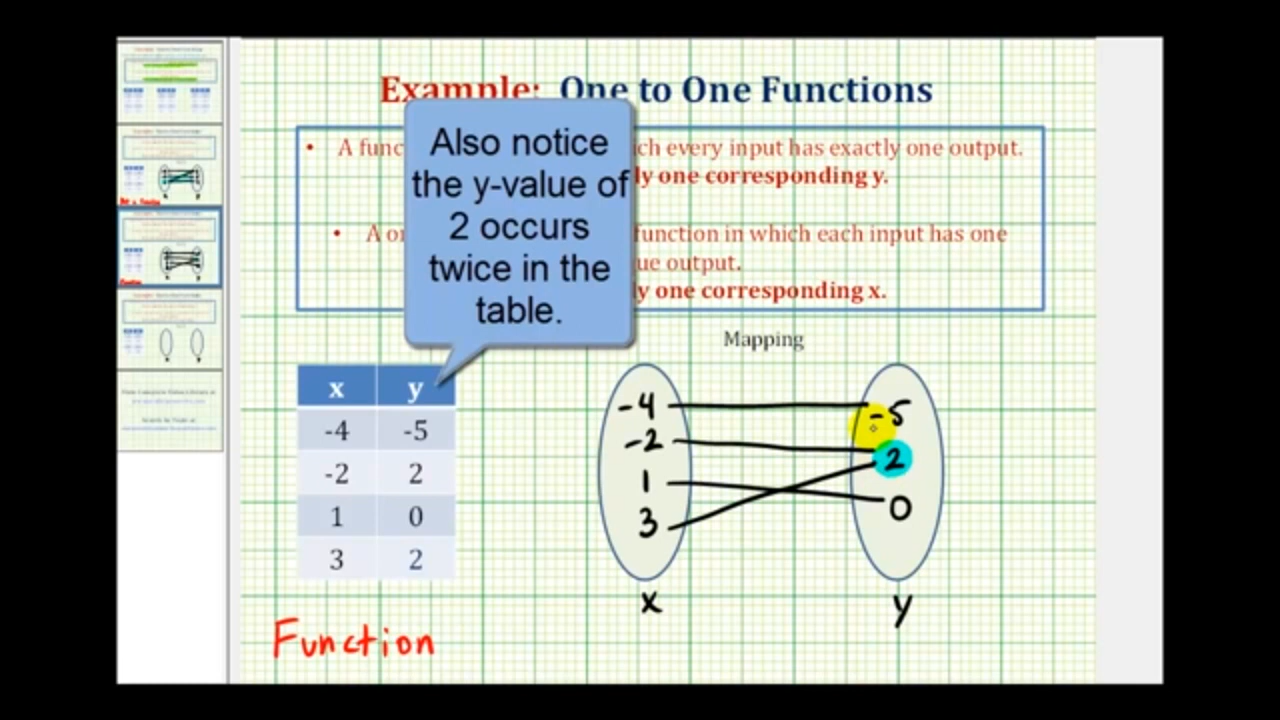 Example: One to One Functions
Also notice
the y-value of
2 occurs
twice in the
table.
• A func ich every input has exactly one output.
ly one corresponding y.
• A o function in which each input has one
ue output.
y one corresponding x.
Mapping
x y
-4 -5
-2 2
1 0
3 2
-4 -5
-2 2
1 0
3
x y
Function